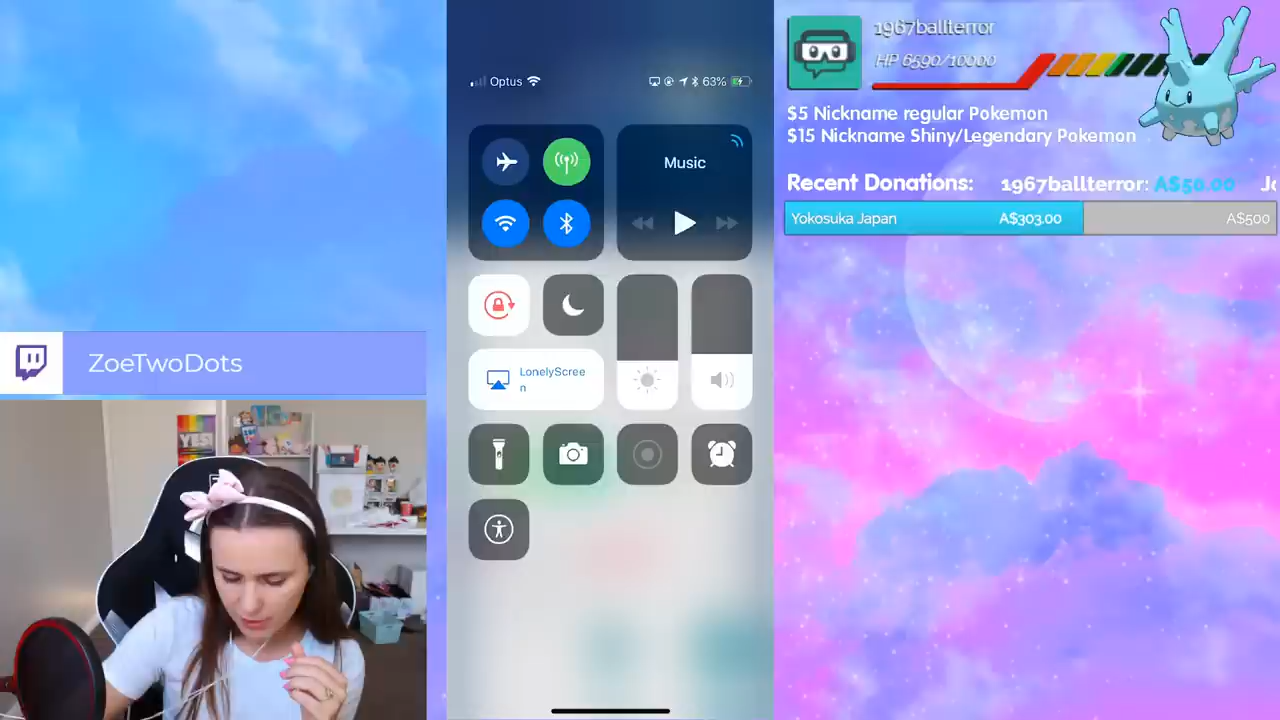 Optus
63%
Music
LonelyScree
n
ZoeTwoDots
YES!
1967ballterror
HP 6590/10000
$5 Nickname regular Pokemon
$15 Nickname Shiny/Legendary Pokemon
Recent Donations: 1967ballterror: A$50.00
Yokosuka Japan A$303.00 A$500